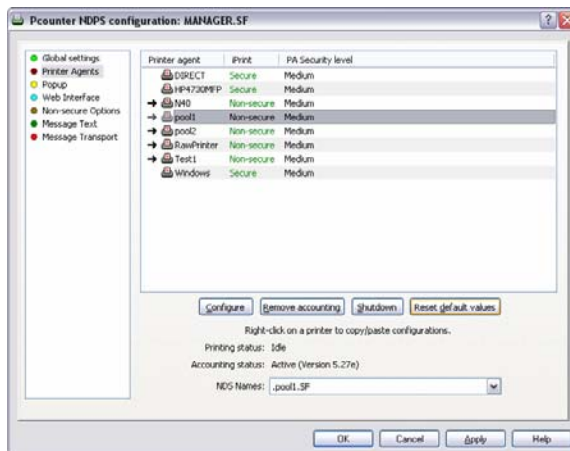 Pcounter NDPS configuration: MANAGER.SF
Global settings
Printer Agents
Popup
Web Interface
Non-secure Options
Message Text
Message Transport
Printer agent iPrint PA Security level
DIRECT Secure Medium
HP4730MFP Secure Medium
N40 Non-secure Medium
pool1 Non-secure Medium
pool2 Non-secure Medium
RawPrinter Non-secure Medium
Test1 Non-secure Medium
Windows Secure Medium
Configure Remove accounting Shutdown Reset default values
Right-click on a printer to copy/paste configurations.
Printing status: Idle
Accounting status: Active (Version 5.27e)
NDS Names: .pool1.SF
OK Cancel Apply Help